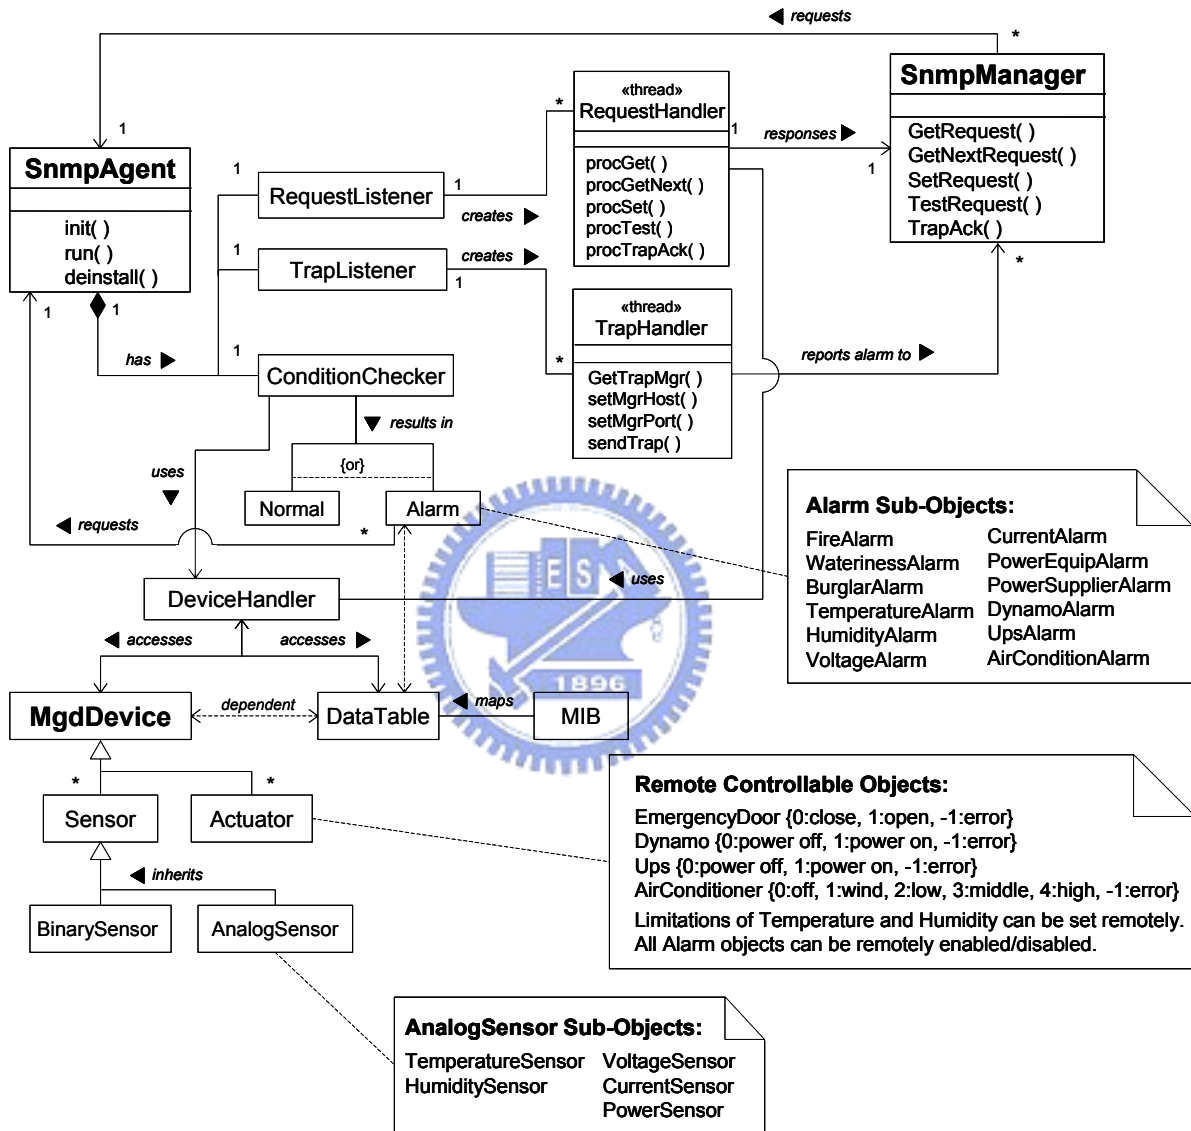 ◀ requests
*
SnmpManager
GetRequest( )
GetNextRequest( )
SetRequest( )
TestRequest( )
TrapAck( )
1
*
1
SnmpAgent
init( )
run( )
deinstall( )
1
1
«thread»
RequestHandler
procGet( )
procGetNext( )
procSet( )
procTest( )
procTrapAck( )
*
1
responses ▶
1
RequestListener
1
creates ▶
1
TrapListener
creates ▶
1
«thread»
TrapHandler
GetTrapMgr( )
setMgrHost( )
setMgrPort( )
sendTrap( )
*
reports alarm to ▶
has ▶
1
ConditionChecker
▼ results in
{or}
Normal
Alarm
uses
▼
◀ requests
*
◀ uses
DeviceHandler
◀ accesses
accesses ▶
MgdDevice
dependent
DataTable
◀ maps
MIB
E S
1896
*
*
Sensor
Actuator
◀ inherits
BinarySensor
AnalogSensor
Alarm Sub-Objects:
FireAlarm
WaterinessAlarm
BurglarAlarm
TemperatureAlarm
HumidityAlarm
VoltageAlarm
CurrentAlarm
PowerEquipAlarm
PowerSupplierAlarm
DynamoAlarm
UpsAlarm
AirConditionAlarm
Remote Controllable Objects:
EmergencyDoor {0:close, 1:open, -1:error}
Dynamo {0:power off, 1:power on, -1:error}
Ups {0:power off, 1:power on, -1:error}
AirConditioner {0:off, 1:wind, 2:low, 3:middle, 4:high, -1:error}
Limitations of Temperature and Humidity can be set remotely.
All Alarm objects can be remotely enabled/disabled.
AnalogSensor Sub-Objects:
TemperatureSensor
HumiditySensor
VoltageSensor
CurrentSensor
PowerSensor